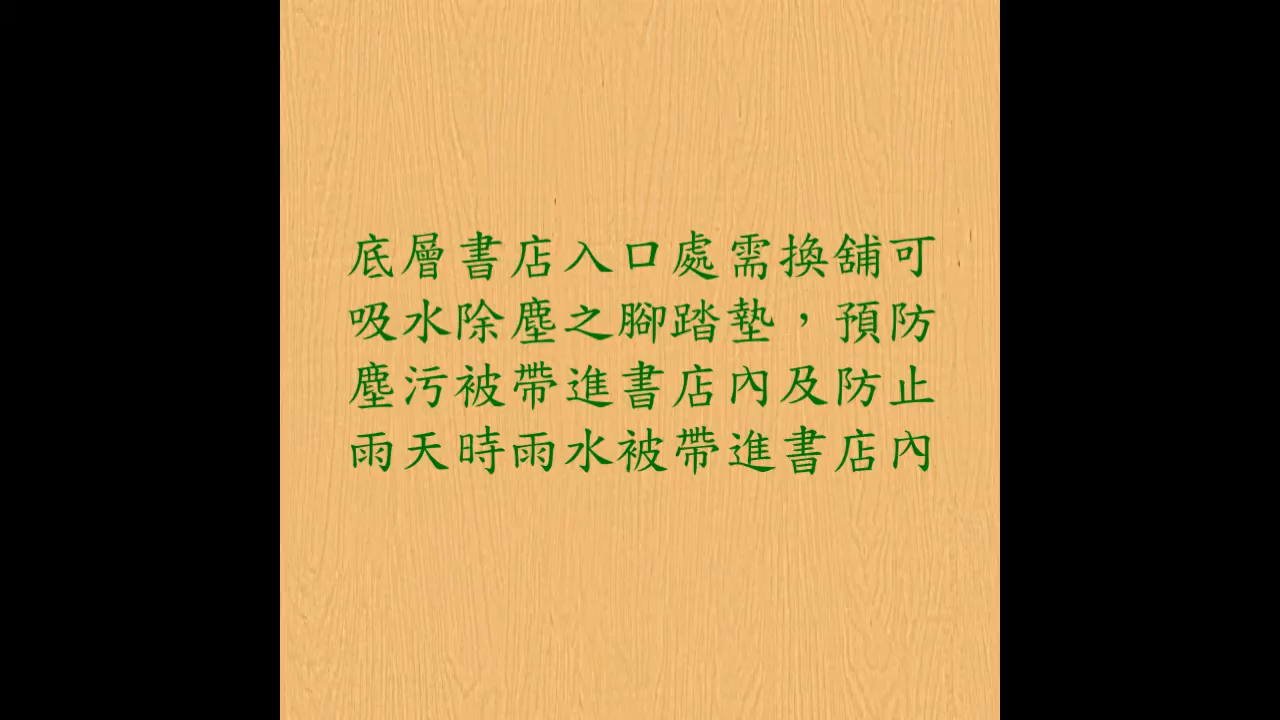 底層書店入口處需換舖可
吸水除塵之腳踏墊，預防
塵污被帶進書店內及防止
雨天時雨水被帶進書店內